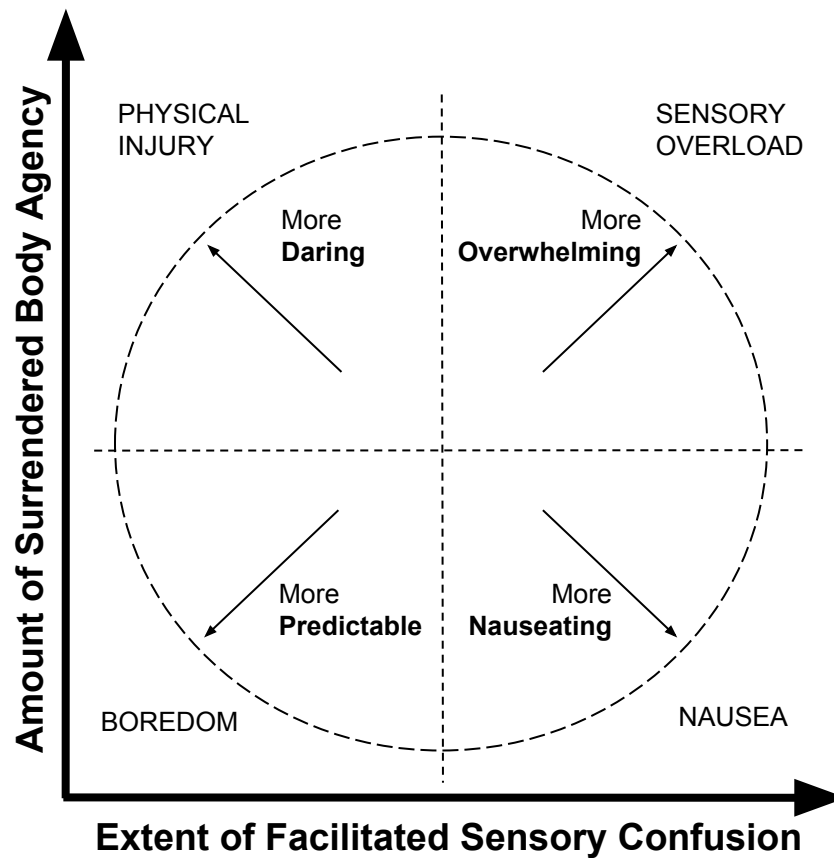 Amount of Surrendered Body Agency
PHYSICAL
INJURY
SENSORY
OVERLOAD
More
Daring
More
Overwhelming
More
Predictable
More
Nauseating
BOREDOM
NAUSEA
Extent of Facilitated Sensory Confusion